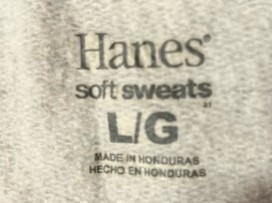 Hanes®
soft sweats
L/G
MADE IN HONDURAS
HECHO EN HONDURAS